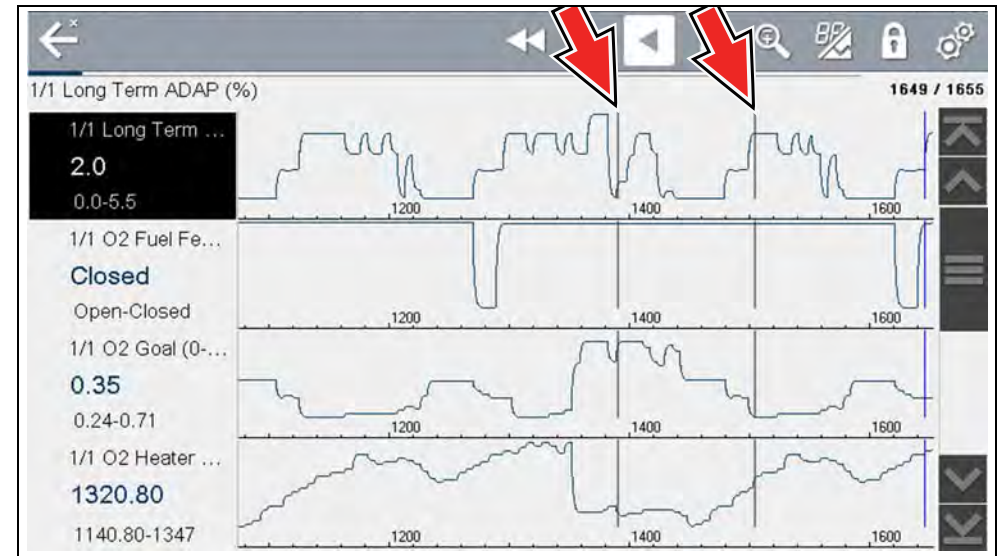 1/1 Long Term ADAP (%)
1649 / 1655
1/1 Long Term ...
2.0
0.0-5.5
1200
1400
1600
1/1 O2 Fuel Fe...
Closed
Open-Closed
1200
1400
1600
1/1 O2 Goal (0-...
0.35
0.24-0.71
1200
1400
1600
1/1 O2 Heater ...
1320.80
1140.80-1347
1200
1400
1600